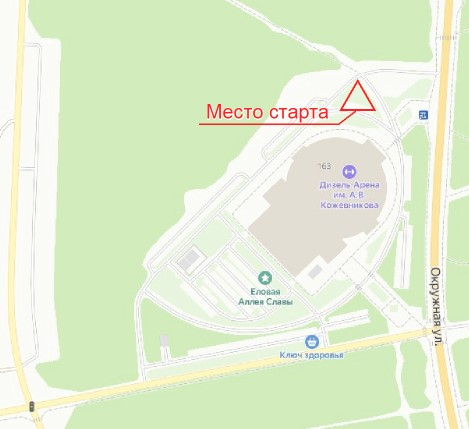 Место старта
163
Дизель Арена
им. А.В.
Кожевникова
Еловая
Аллея Славы
Окружная ул.
Ключ здоровья